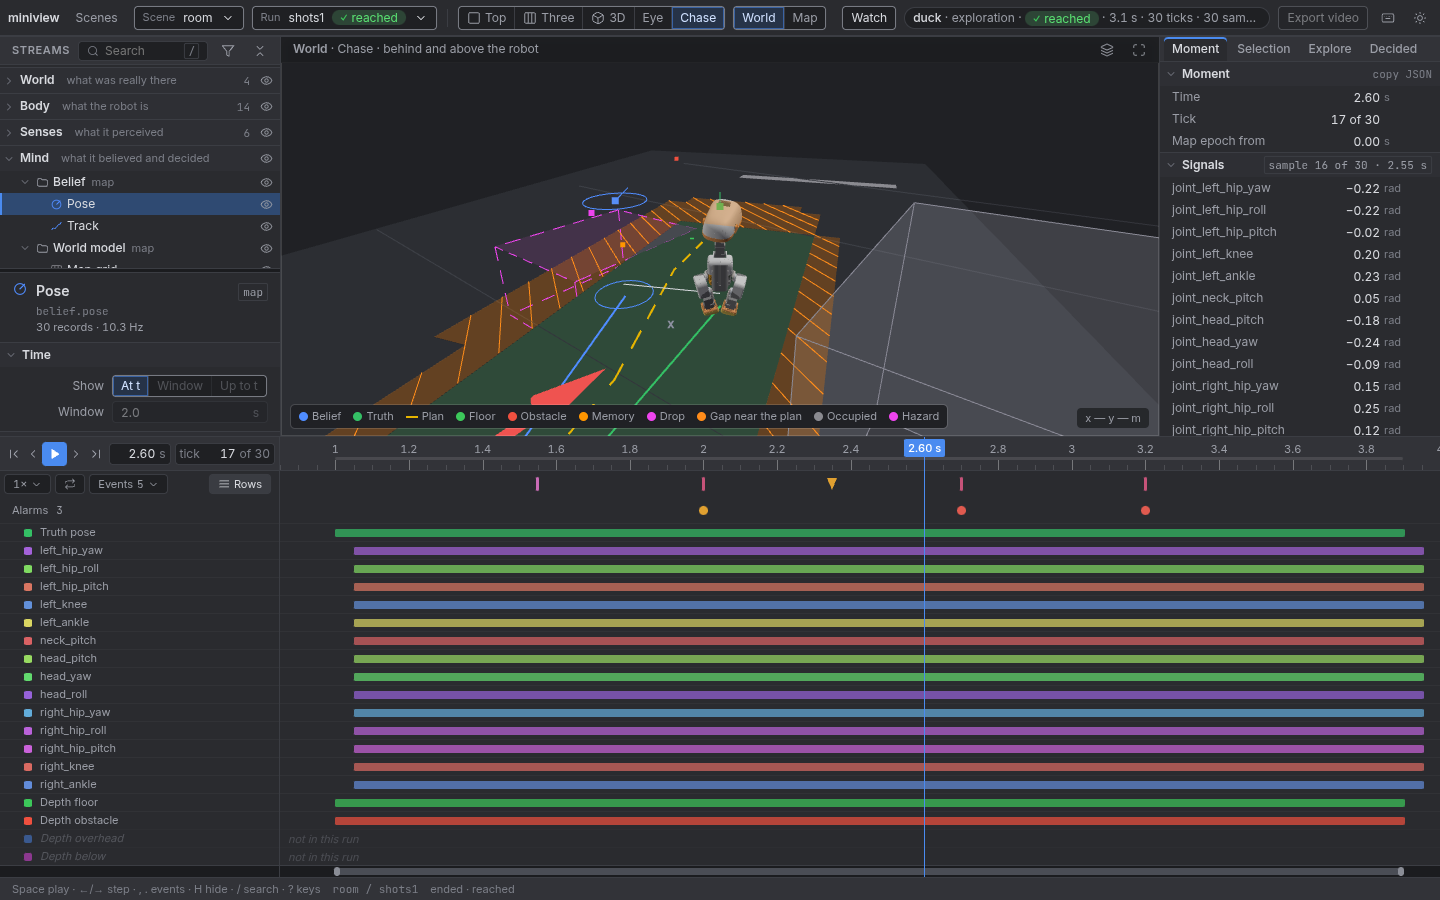 miniview Scenes Scene room Run shots1 ✓ reached Top Three 3D Eye Chase World Map Watch duck · exploration · ✓ reached · 3.1 s · 30 ticks · 30 sam... Export video
STREAMS Search /
World what was really there 4
Body what the robot is 14
Senses what it perceived 6
Mind what it believed and decided
Belief map
Pose
Track
World model map
Pose map
belief.pose
30 records · 10.3 Hz
Time
Show At t Window Up to t
Window 2.0 s
World · Chase · behind and above the robot
x
Belief Truth Plan Floor Obstacle Memory Drop Gap near the plan Occupied Hazard
x — y — m
Moment Selection Explore Decided
Moment copy JSON
Time 2.60 s
Tick 17 of 30
Map epoch from 0.00 s
Signals sample 16 of 30 · 2.55 s
joint_left_hip_yaw −0.22 rad
joint_left_hip_roll −0.22 rad
joint_left_hip_pitch −0.02 rad
joint_left_knee 0.20 rad
joint_left_ankle 0.23 rad
joint_neck_pitch 0.05 rad
joint_head_pitch −0.18 rad
joint_head_yaw −0.24 rad
joint_head_roll −0.09 rad
joint_right_hip_yaw 0.15 rad
joint_right_hip_roll 0.25 rad
joint_right_hip_pitch 0.12 rad
2.60 s tick 17 of 30
1 1.2 1.4 1.6 1.8 2 2.2 2.4 2.60 s 2.8 3 3.2 3.4 3.6 3.8
1× Events 5 Rows
Alarms 3
Truth pose
left_hip_yaw
left_hip_roll
left_hip_pitch
left_knee
left_ankle
neck_pitch
head_pitch
head_yaw
head_roll
right_hip_yaw
right_hip_roll
right_hip_pitch
right_knee
right_ankle
Depth floor
Depth obstacle
Depth overhead not in this run
Depth below not in this run
Space play · ←/→ step · , . events · H hide · / search · ? keys room / shots1 ended · reached